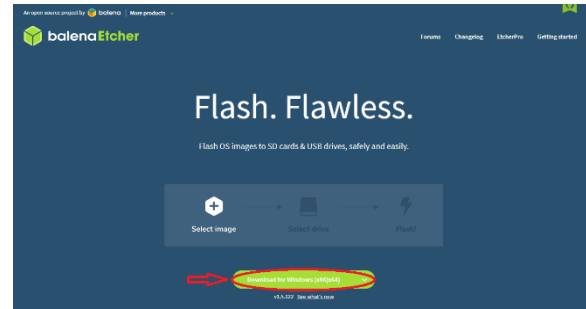 An open source project by balena More products
balenaEtcher
Forums Changelog EtcherPro Getting started
Flash. Flawless.
Flash OS images to SD cards & USB drives, safely and easily.
Select image Select drive Flash!
Download for Windows (x86|x64)
See what's new